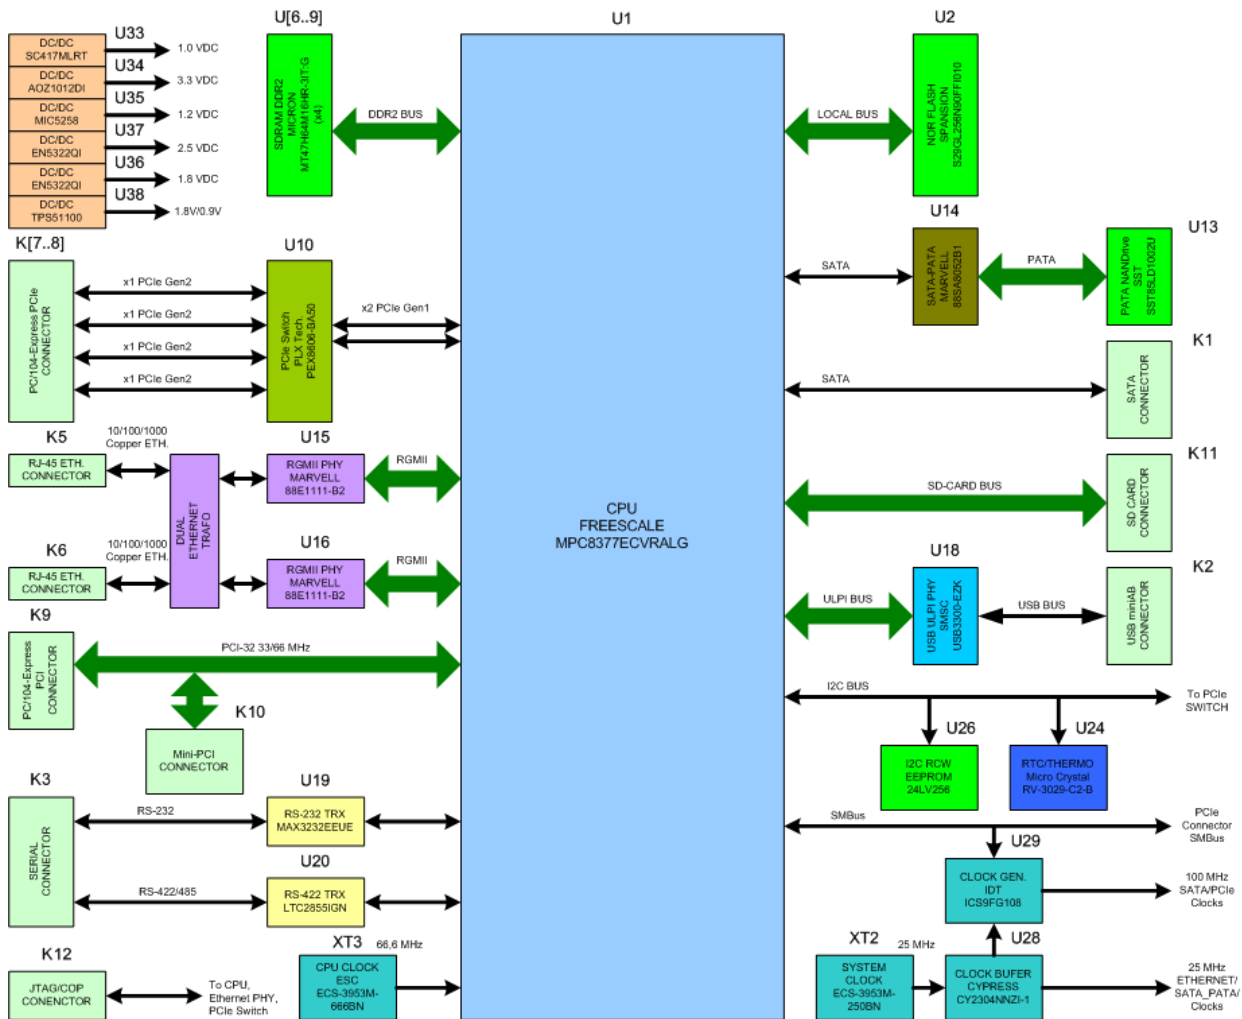 U33
DC/DC
SC417MLRT
1.0 VDC
U34
DC/DC
AOZ1012DI
3.3 VDC
U35
DC/DC
MIC5258
1.2 VDC
U37
DC/DC
EN5322QI
2.5 VDC
U36
DC/DC
EN5322QI
1.8 VDC
U38
DC/DC
TPS51100
1.8V/0.9V
U[6..9]
SDRAM DDR2
MICRON
MT47H64M16HR-3IT:G
(x4)
DDR2 BUS
U1
CPU
FREESCALE
MPC8377ECVRALG
U2
NOR FLASH
SPANSION
S29GL256N90FFI010
LOCAL BUS
K[7..8]
PC/104-Express PCIe
CONNECTOR
x1 PCIe Gen2
x1 PCIe Gen2
x1 PCIe Gen2
x1 PCIe Gen2
U10
PCIe Switch
PLX Tech.
PEX8606-BA50
x2 PCIe Gen1
U14
SATA-PATA
MARVELL
88SA8052B1
SATA
PATA
U13
PATA NANDrive
SST
SST85LD1002U
K1
SATA
CONNECTOR
SATA
K5
RJ-45 ETH.
CONNECTOR
10/100/1000
Copper ETH.
DUAL
ETHERNET
TRAFO
U15
RGMII PHY
MARVELL
88E1111-B2
RGMII
K11
SD CARD
CONNECTOR
SD-CARD BUS
K6
RJ-45 ETH.
CONNECTOR
10/100/1000
Copper ETH.
U16
RGMII PHY
MARVELL
88E1111-B2
RGMII
U18
USB ULPI PHY
SMSC
USB3300-EZK
ULPI BUS
USB BUS
K2
USB miniAB
CONNECTOR
K9
PC/104-Express
PCI
CONNECTOR
PCI-32 33/66 MHz
K10
Mini-PCI
CONNECTOR
I2C BUS
To PCIe
SWITCH
U26
I2C RCW
EEPROM
24LV256
U24
RTC/THERMO
Micro Crystal
RV-3029-C2-B
K3
SERIAL
CONNECTOR
RS-232
U19
RS-232 TRX
MAX3232EEUE
RS-422/485
U20
RS-422 TRX
LTC2855IGN
SMBus
PCIe
Connector
SMBus
U29
CLOCK GEN.
IDT
ICS9FG108
100 MHz
SATA/PCIe
Clocks
K12
JTAG/COP
CONENCTOR
To CPU,
Ethernet PHY,
PCIe Switch
XT3
66,6 MHz
CPU CLOCK
ESC
ECS-3953M-
666BN
XT2
25 MHz
SYSTEM
CLOCK
ECS-3953M-
250BN
U28
CLOCK BUFER
CYPRESS
CY2304NNZI-1
25 MHz
ETHERNET/
SATA_PATA/
Clocks